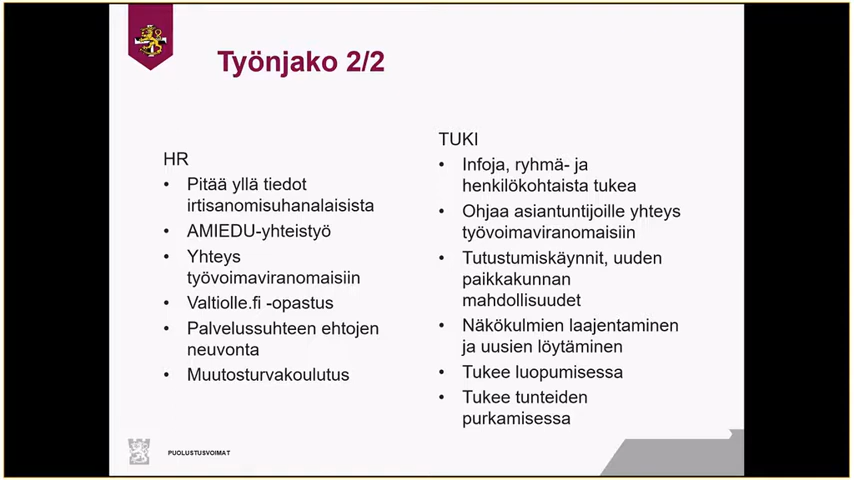 Työnjako 2/2
HR
• Pitää yllä tiedot
irtisanomisuhanalaisista
• AMIEDU-yhteistyö
• Yhteys
työvoimaviranomaisiin
• Valtiolle.fi -opastus
• Palvelussuhteen ehtojen
neuvonta
• Muutosturvakoulutus
TUKI
• Infoja, ryhmä- ja
henkilökohtaista tukea
• Ohjaa asiantuntijoille yhteys
työvoimaviranomaisiin
• Tutustumiskäynnit, uuden
paikkakunnan
mahdollisuudet
• Näkökulmien laajentaminen
ja uusien löytäminen
• Tukee luopumisessa
• Tukee tunteiden
purkamisessa
PUOLUSTUSVOIMAT